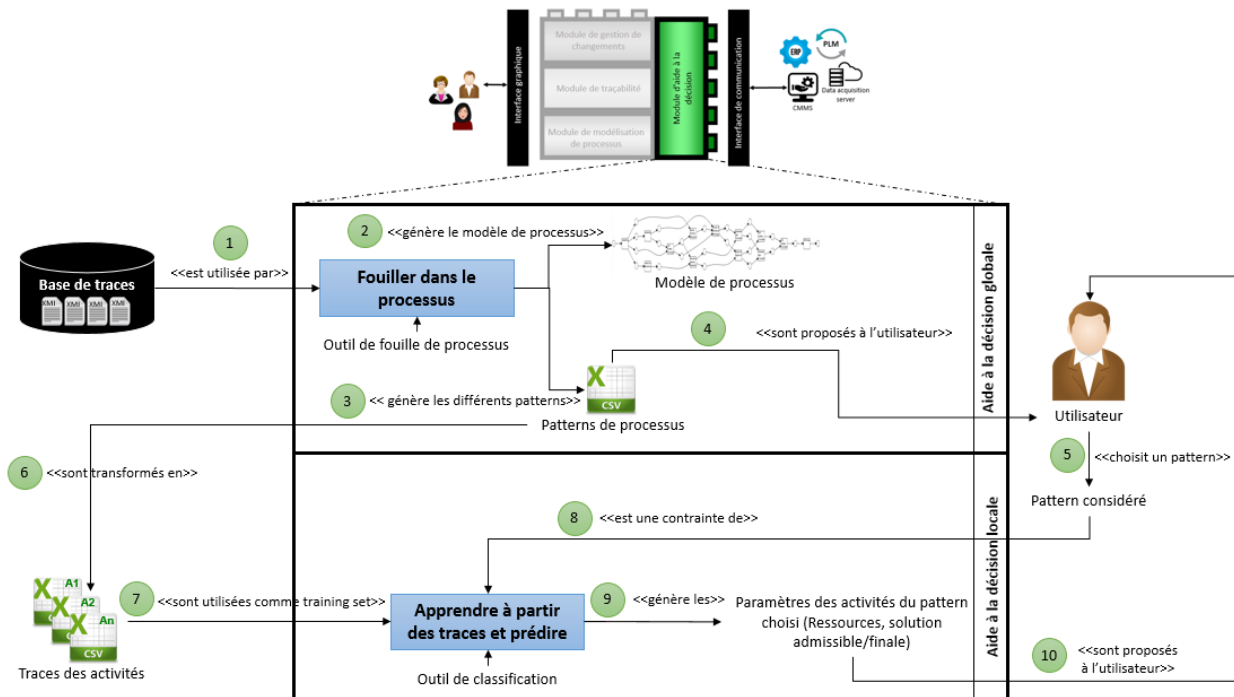 Interface graphique
Module de gestion de
changements
Module de traçabilité
Module de modélisation
de processus
Module d'aide à la
décision
Interface de communication
ERP
PLM
CMMS
Data acquisition
server
1
<<est utilisée par>>
Base de traces
XMI XMI XMI XMI
2
<<génère le modèle de processus>>
Fouiller dans le
processus
Modèle de processus
Outil de fouille de processus
4
<<sont proposés à l'utilisateur>>
3
<< génère les différents patterns>>
X
CSV
Patterns de processus
Aide à la décision globale
Utilisateur
5
<<choisit un pattern>>
Pattern considéré
6
<<sont transformés en>>
8
<<est une contrainte de>>
Aide à la décision locale
X A1
X A2
X An
CSV
Traces des activités
7
<<sont utilisées comme training set>>
Apprendre à partir
des traces et prédire
Outil de classification
9
<<génère les>>
Paramètres des activités du pattern
choisi (Ressources, solution
admissible/finale)
10
<<sont proposés
à l'utilisateur>>